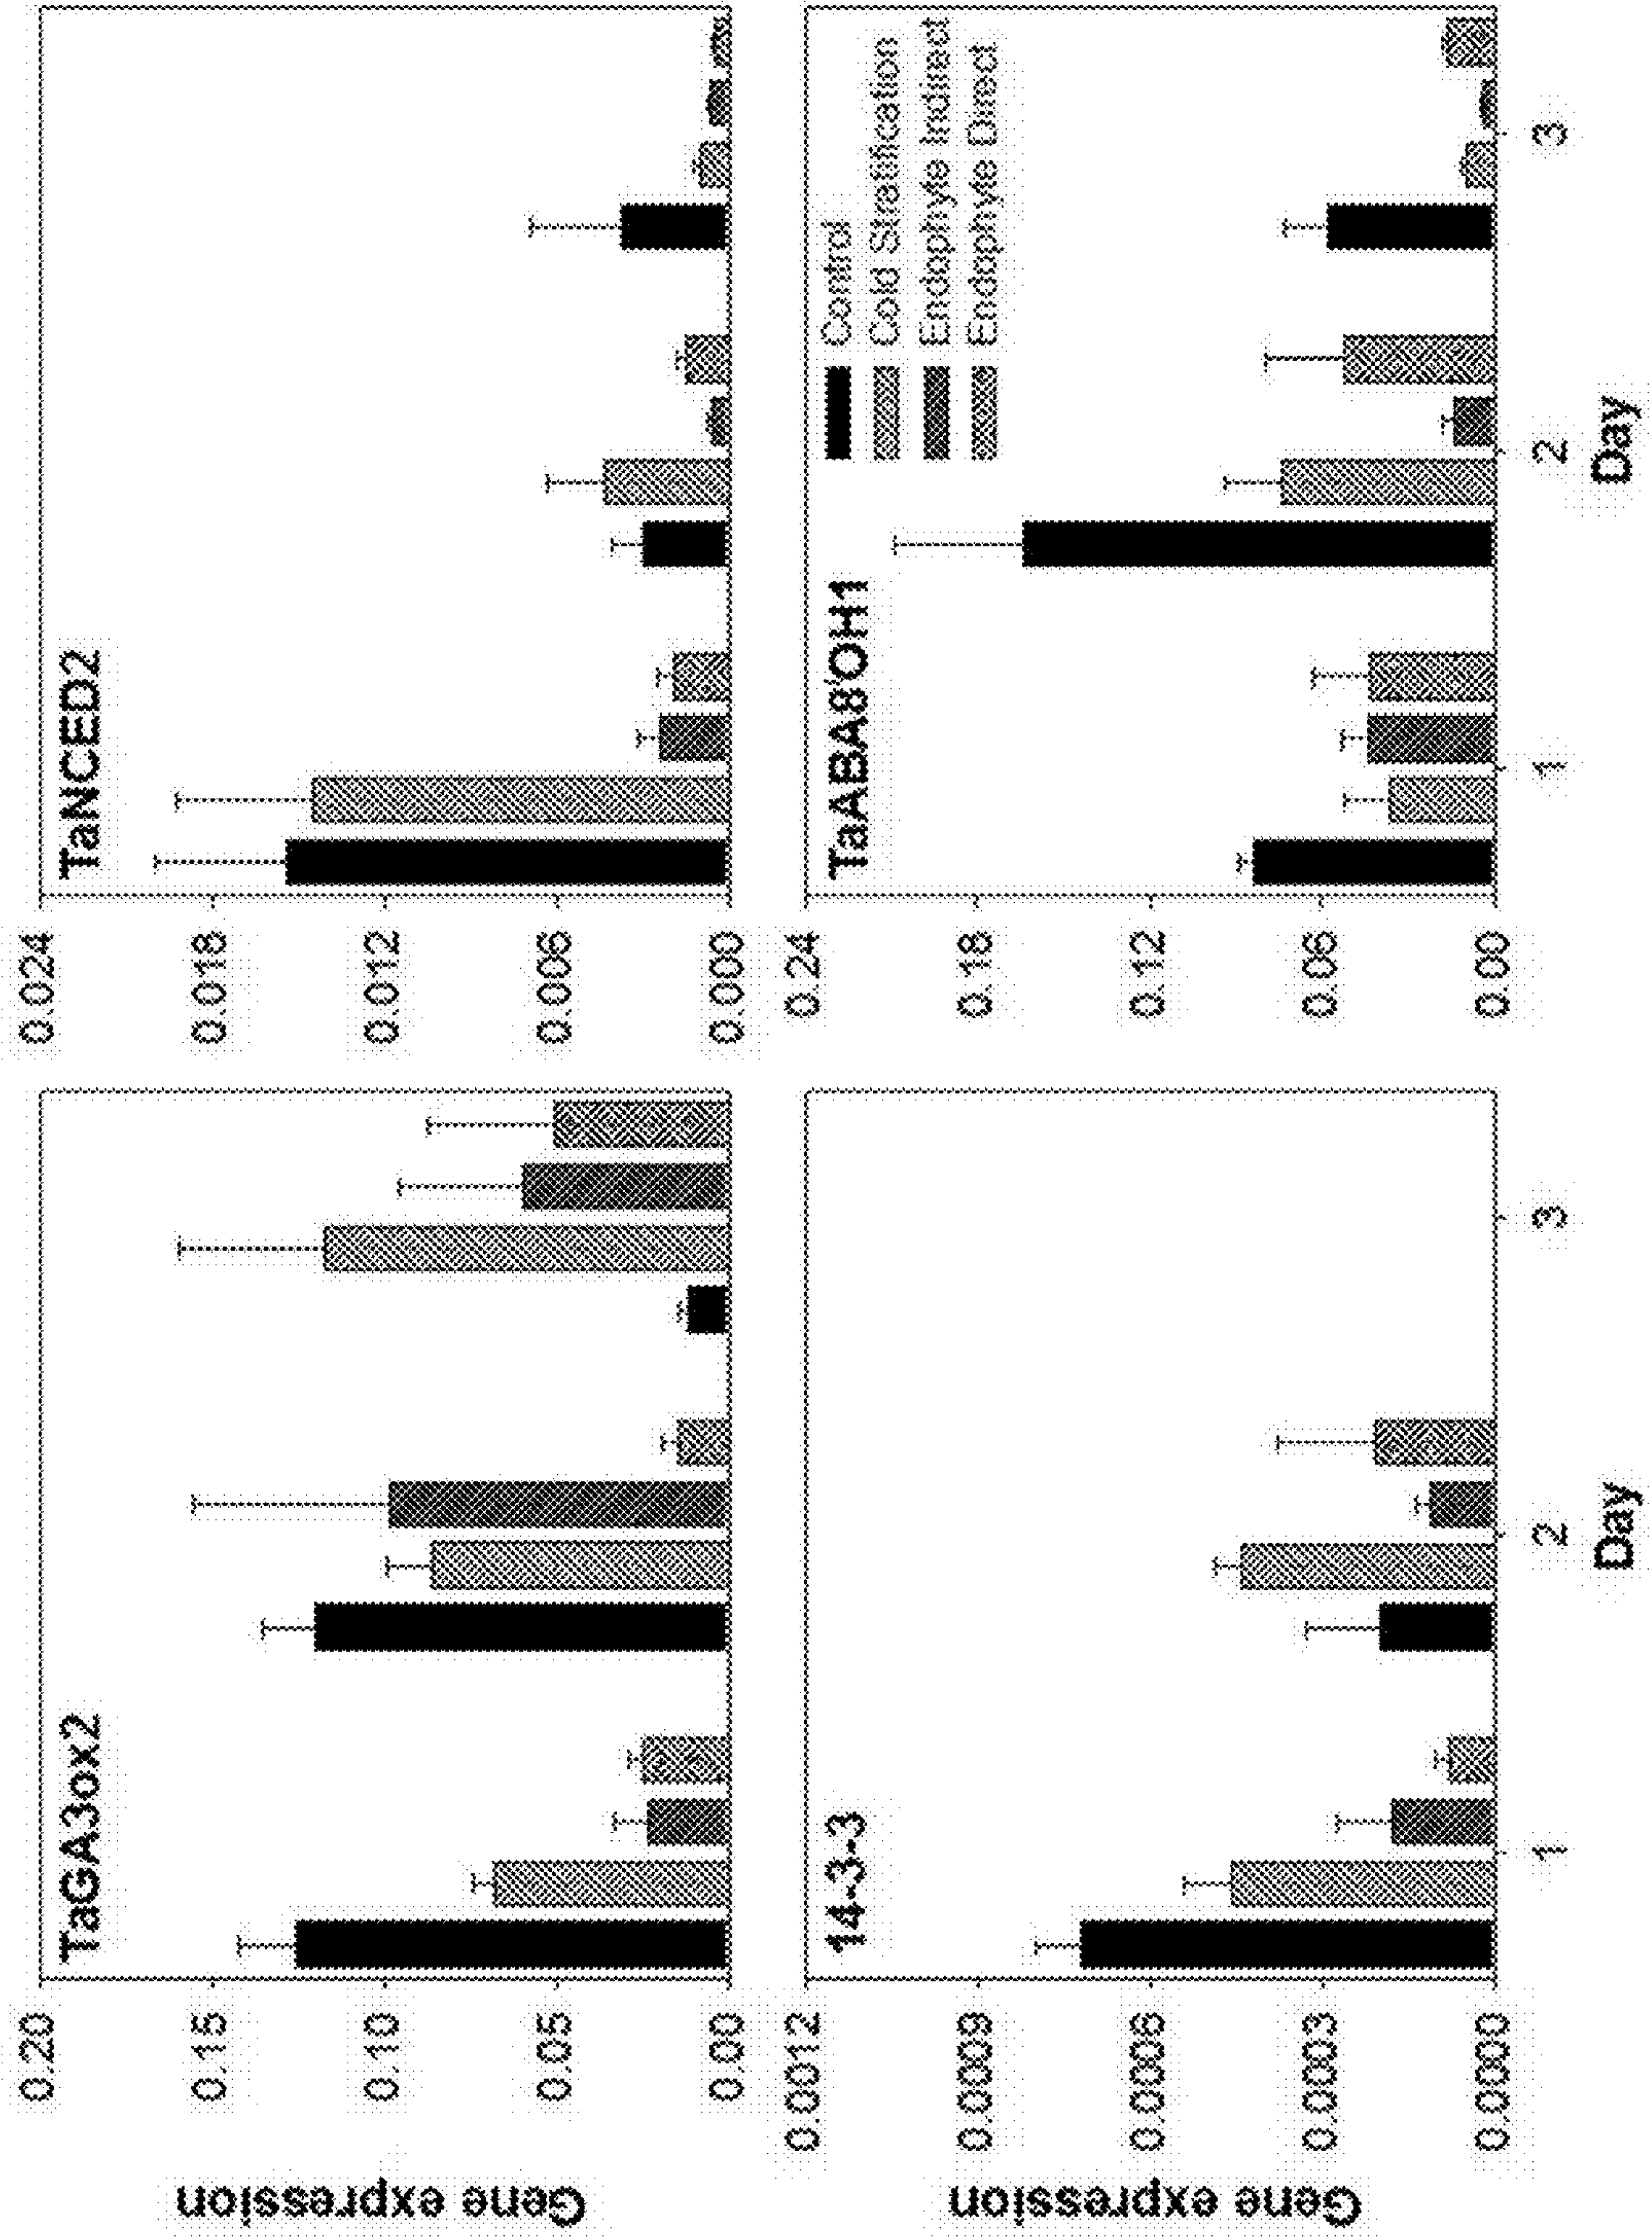 TaGA3ox2
0.20
0.15
0.10
0.05
0.00
Gene expression
TaNCED2
0.024
0.018
0.012
0.006
0.000
14-3-3
0.0012
0.0009
0.0006
0.0003
0.0000
Gene expression
1
2
3
Day
TaABA8'OH1
0.24
0.18
0.12
0.06
0.00
Control
Cold Stratification
Endophyte Indirect
Endophyte Direct
1
2
3
Day